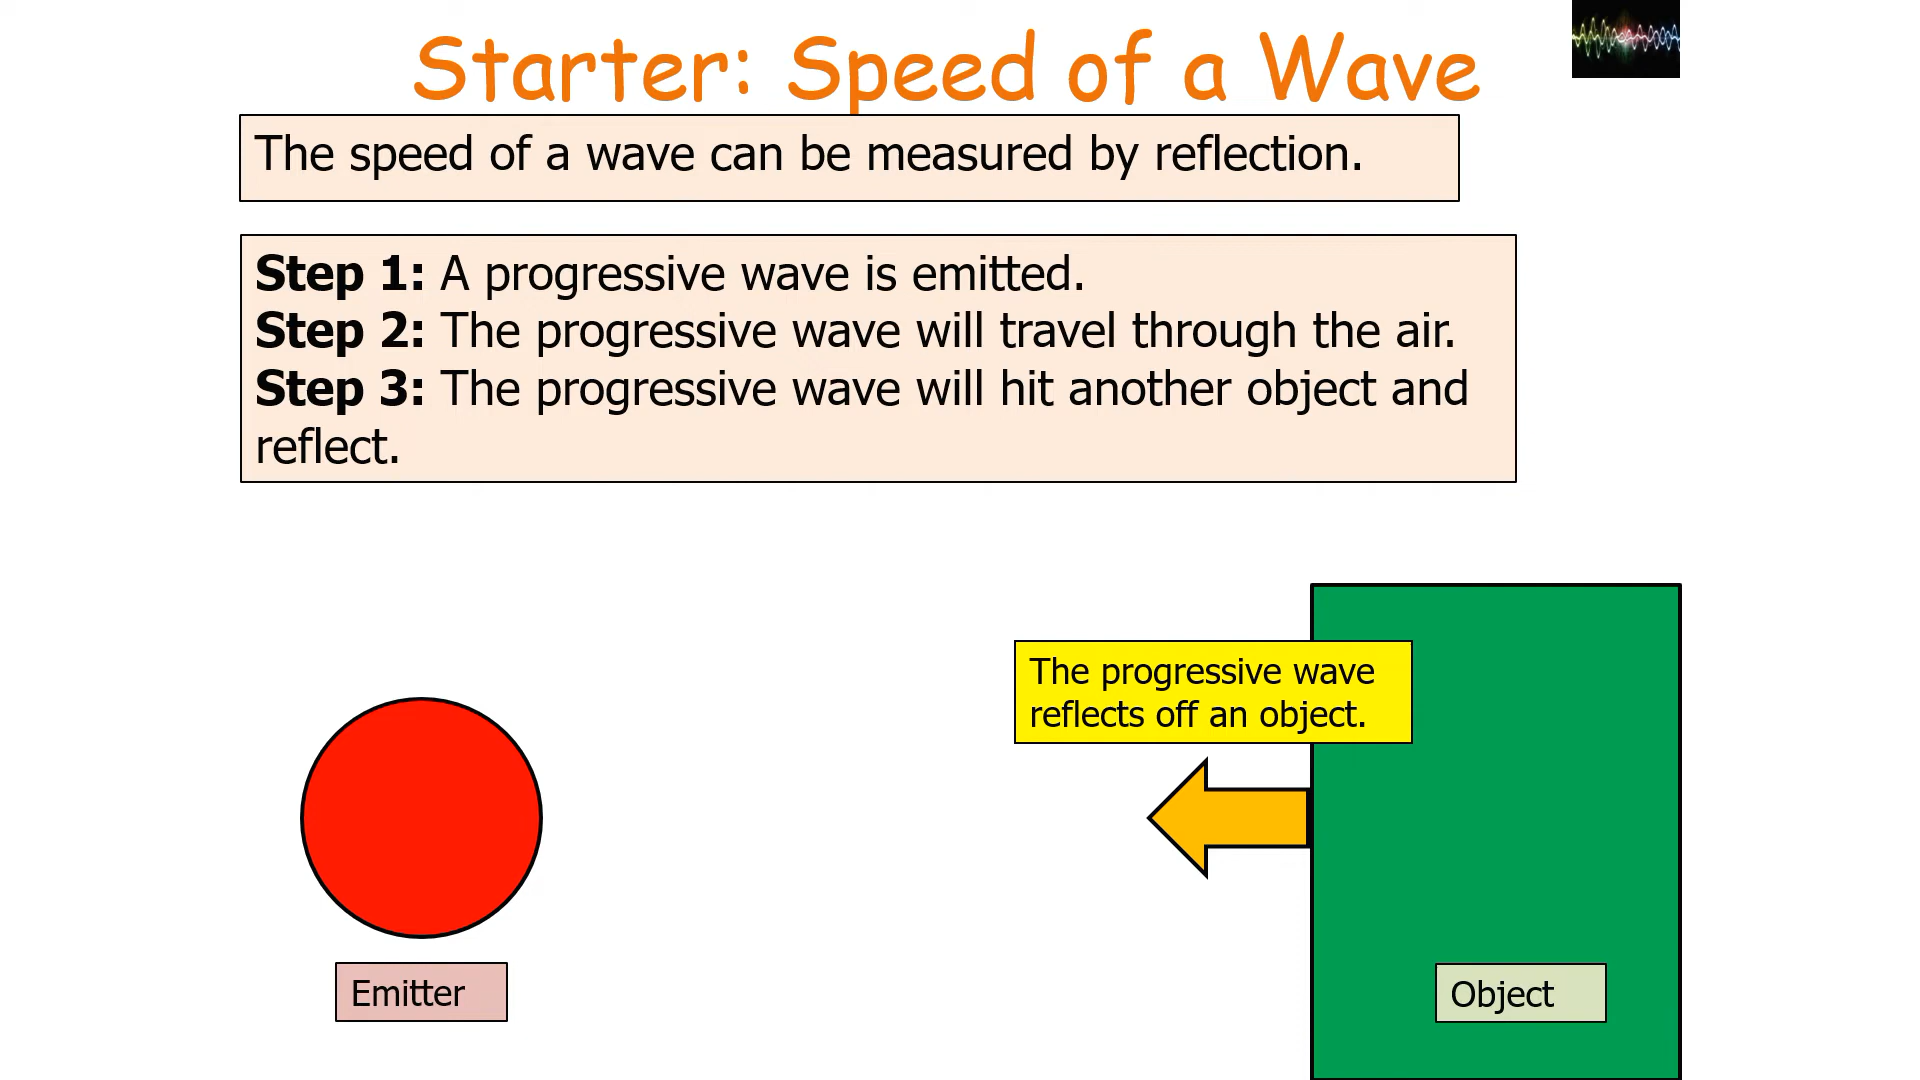 Starter: Speed of a Wave
The speed of a wave can be measured by reflection.
Step 1: A progressive wave is emitted.
Step 2: The progressive wave will travel through the air.
Step 3: The progressive wave will hit another object and
reflect.
The progressive wave
reflects off an object.
Emitter
Object